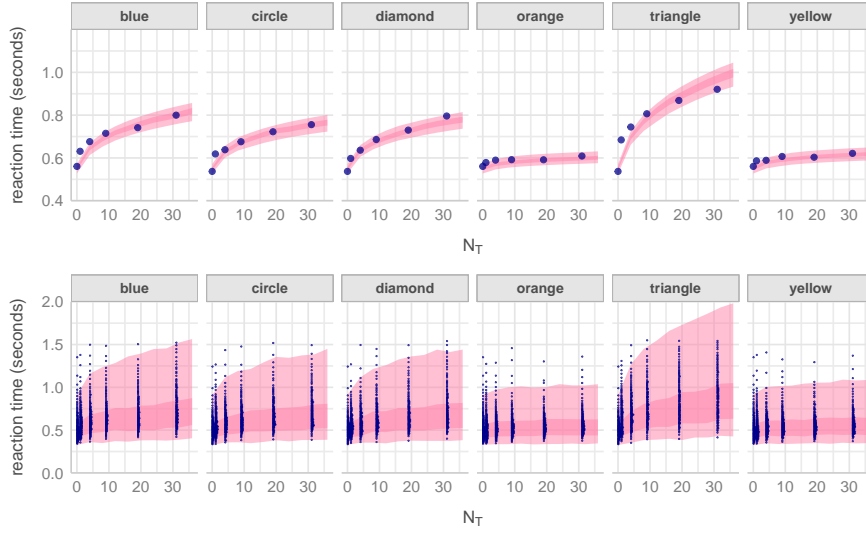 blue circle diamond orange triangle yellow
reaction time (seconds)
1.0
0.8
0.6
0.4
0 10 20 30 0 10 20 30 0 10 20 30 0 10 20 30 0 10 20 30 0 10 20 30
N_T
blue circle diamond orange triangle yellow
reaction time (seconds)
2.0
1.5
1.0
0.5
0.0
0 10 20 30 0 10 20 30 0 10 20 30 0 10 20 30 0 10 20 30 0 10 20 30
N_T